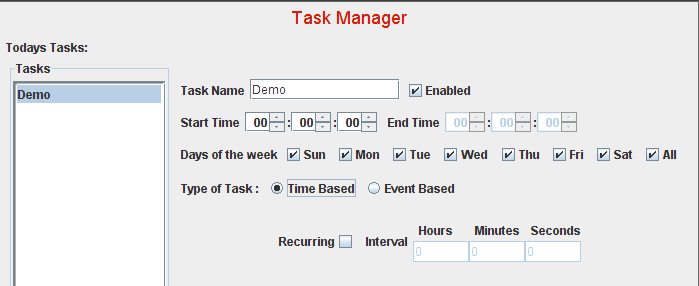 Task Manager
Todays Tasks:
Tasks
Demo
Task Name Demo Enabled
Start Time 00 : 00 : 00 End Time 00 : 00 : 00
Days of the week Sun Mon Tue Wed Thu Fri Sat All
Type of Task : Time Based Event Based
Hours Minutes Seconds
Recurring Interval 0 0 0